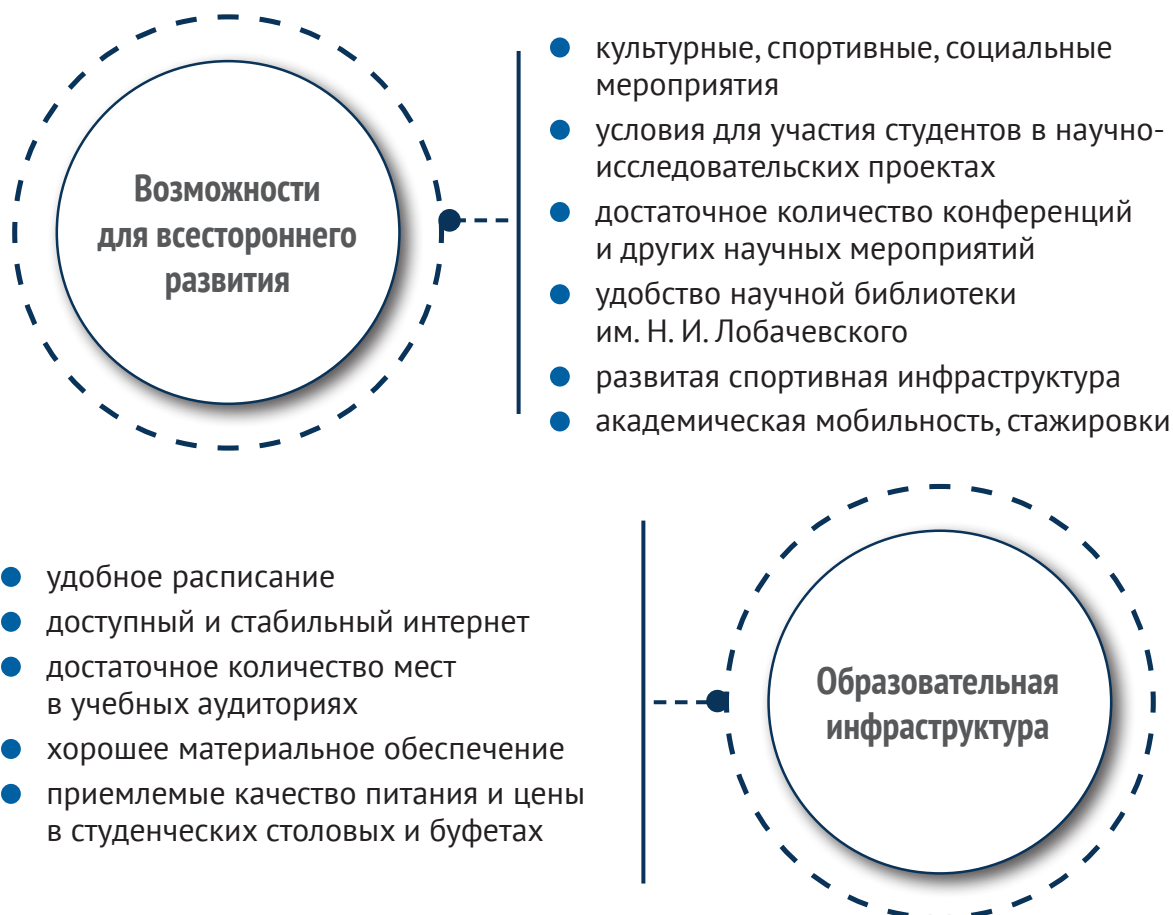 Возможности
для всестороннего
развития
культурные, спортивные, социальные
мероприятия
условия для участия студентов в научно-
исследовательских проектах
достаточное количество конференций
и других научных мероприятий
удобство научной библиотеки
им. Н. И. Лобачевского
развитая спортивная инфраструктура
академическая мобильность, стажировки
удобное расписание
доступный и стабильный интернет
достаточное количество мест
в учебных аудиториях
хорошее материальное обеспечение
приемлемые качество питания и цены
в студенческих столовых и буфетах
Образовательная
инфраструктура